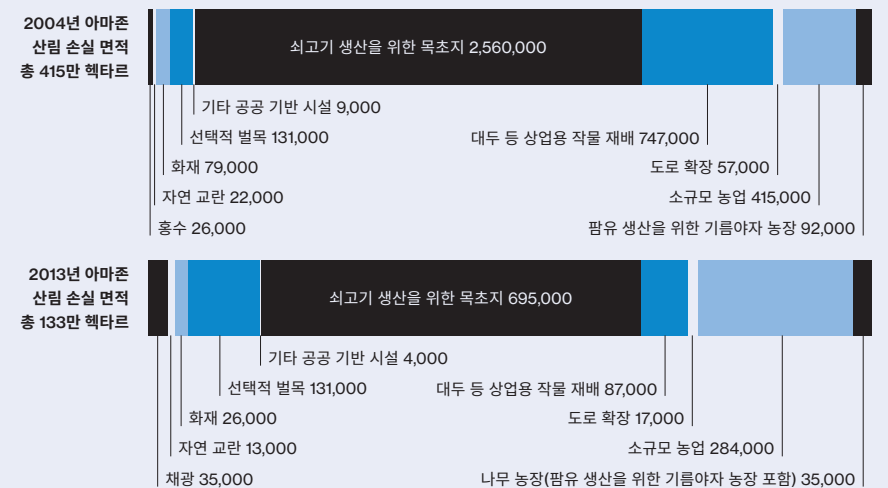 2004년 아마존
산림 손실 면적
총 415만 헥타르
쇠고기 생산을 위한 목초지 2,560,000
기타 공공 기반 시설 9,000
선택적 벌목 131,000
대두 등 상업용 작물 재배 747,000
화재 79,000
도로 확장 57,000
자연 교란 22,000
소규모 농업 415,000
홍수 26,000
팜유 생산을 위한 기름야자 농장 92,000
2013년 아마존
산림 손실 면적
총 133만 헥타르
쇠고기 생산을 위한 목초지 695,000
기타 공공 기반 시설 4,000
선택적 벌목 131,000
대두 등 상업용 작물 재배 87,000
화재 26,000
도로 확장 17,000
자연 교란 13,000
소규모 농업 284,000
채광 35,000
나무 농장(팜유 생산을 위한 기름야자 농장 포함) 35,000